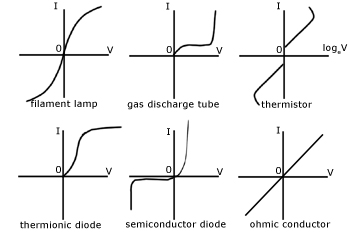 I
0
V
filament lamp
I
0
V
gas discharge tube
I
0
logeV
thermistor
I
0
V
thermionic diode
I
0
V
semiconductor diode
I
0
V
ohmic conductor